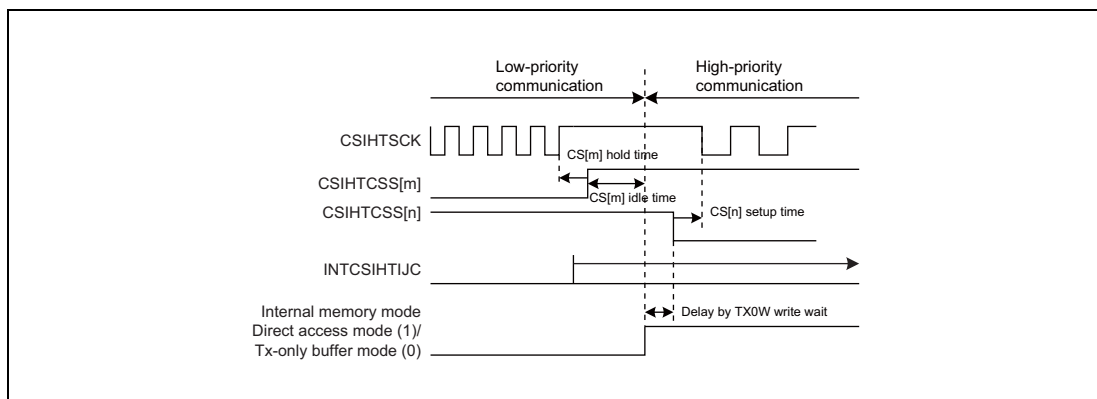 Low-priority
communication
High-priority
communication
CSIHTSCK
CS[m] hold time
CSIHTCSS[m]
CS[m] idle time
CSIHTCSS[n]
CS[n] setup time
INTCSIHTIJC
Internal memory mode
Delay by TX0W write wait
Direct access mode (1)/
Tx-only buffer mode (0)